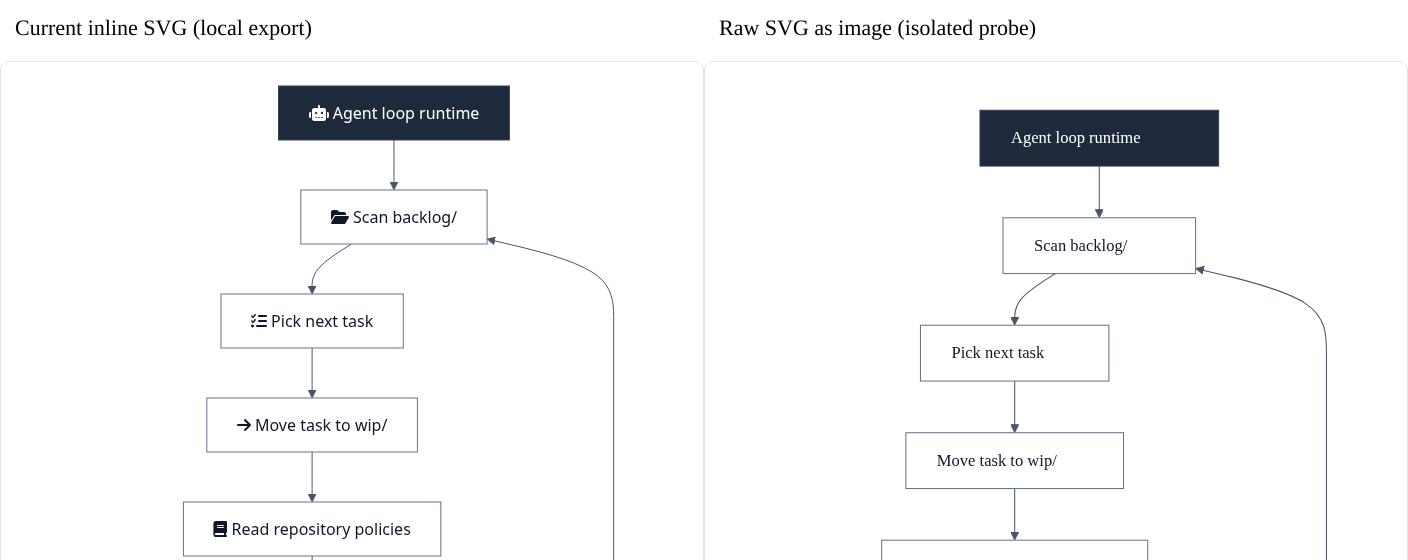 Current inline SVG (local export)
Agent loop runtime
Scan backlog/
Pick next task
Move task to wip/
Read repository policies
Raw SVG as image (isolated probe)
Agent loop runtime
Scan backlog/
Pick next task
Move task to wip/